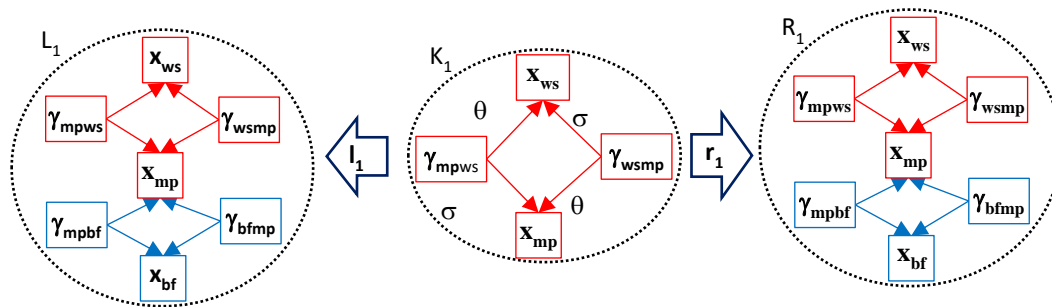 L1
xws
γmpws
γwsmp
xmp
γmpbf
γbfmp
xbf
l1
K1
xws
θ
σ
γmpws
γwsmp
σ
θ
xmp
r1
R1
xws
γmpws
γwsmp
xmp
γmpbf
γbfmp
xbf